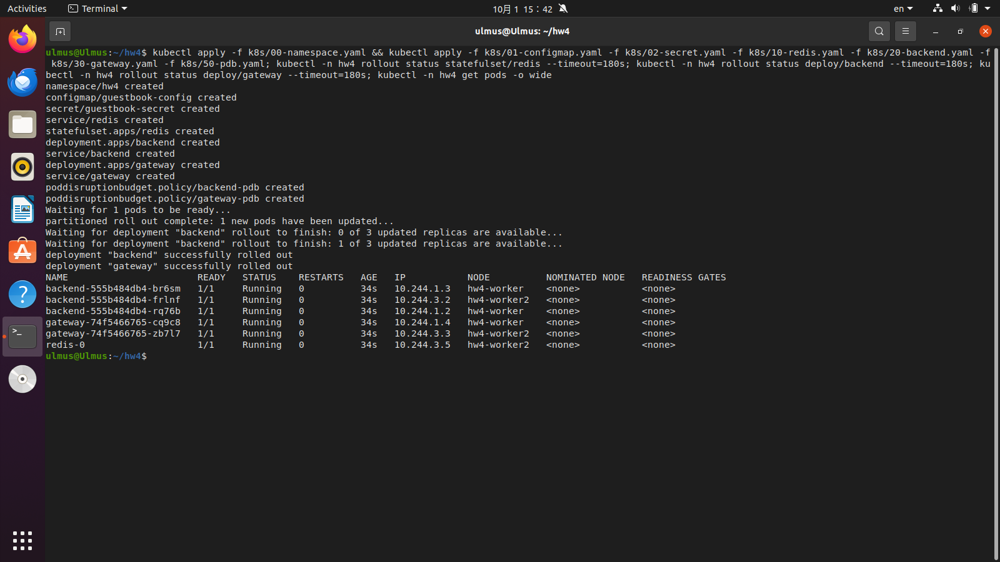 Activities
Terminal
10月 1 15：42
en
ulmus@Ulmus: ~/hw4
ulmus@Ulmus:~/hw4$ kubectl apply -f k8s/00-namespace.yaml && kubectl apply -f k8s/01-configmap.yaml -f k8s/02-secret.yaml -f k8s/10-redis.yaml -f k8s/20-backend.yaml -f
 k8s/30-gateway.yaml -f k8s/50-pdb.yaml; kubectl -n hw4 rollout status statefulset/redis --timeout=180s; kubectl -n hw4 rollout status deploy/backend --timeout=180s; ku
bectl -n hw4 rollout status deploy/gateway --timeout=180s; kubectl -n hw4 get pods -o wide
namespace/hw4 created
configmap/guestbook-config created
secret/guestbook-secret created
service/redis created
statefulset.apps/redis created
deployment.apps/backend created
service/backend created
deployment.apps/gateway created
service/gateway created
poddisruptionbudget.policy/backend-pdb created
poddisruptionbudget.policy/gateway-pdb created
Waiting for 1 pods to be ready...
partitioned roll out complete: 1 new pods have been updated...
Waiting for deployment "backend" rollout to finish: 0 of 3 updated replicas are available...
Waiting for deployment "backend" rollout to finish: 1 of 3 updated replicas are available...
deployment "backend" successfully rolled out
deployment "gateway" successfully rolled out
NAME                       READY   STATUS    RESTARTS   AGE   IP           NODE          NOMINATED NODE   READINESS GATES
backend-555b484db4-br6sm   1/1     Running   0          34s   10.244.1.3   hw4-worker    <none>           <none>
backend-555b484db4-frlnf   1/1     Running   0          34s   10.244.3.2   hw4-worker2   <none>           <none>
backend-555b484db4-rq76b   1/1     Running   0          34s   10.244.1.2   hw4-worker    <none>           <none>
gateway-74f5466765-cq9c8   1/1     Running   0          34s   10.244.1.4   hw4-worker    <none>           <none>
gateway-74f5466765-zb7l7   1/1     Running   0          34s   10.244.3.3   hw4-worker2   <none>           <none>
redis-0                    1/1     Running   0          34s   10.244.3.5   hw4-worker2   <none>           <none>
ulmus@Ulmus:~/hw4$